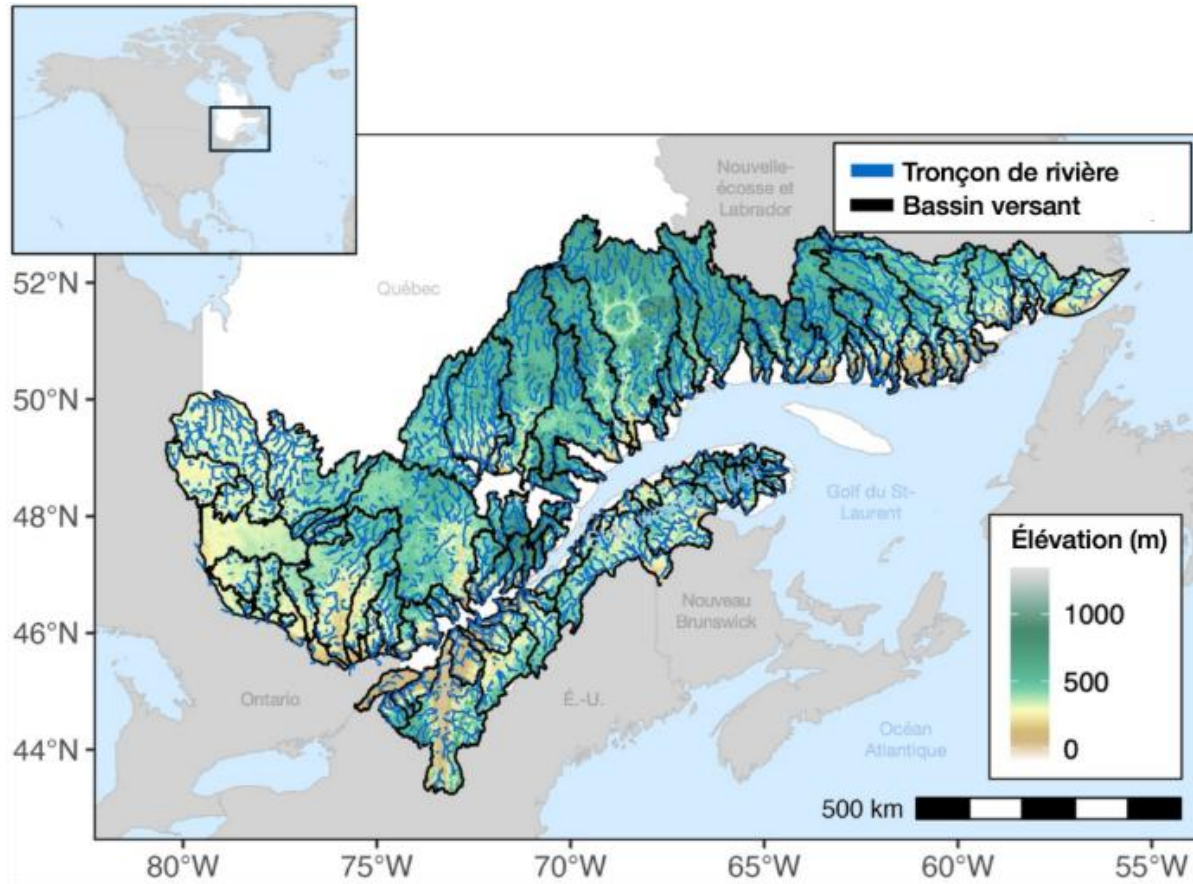 Nouvelle-
écosse et
Labrador
Tronçon de rivière
Bassin versant
52°N
Québec
50°N
48°N
Golf du St-
Laurent
Élévation (m)
1000
500
0
46°N
Nouveau
Brunswick
Ontario
É.-U.
44°N
Océan
Atlantique
500 km
80°W
75°W
70°W
65°W
60°W
55°W